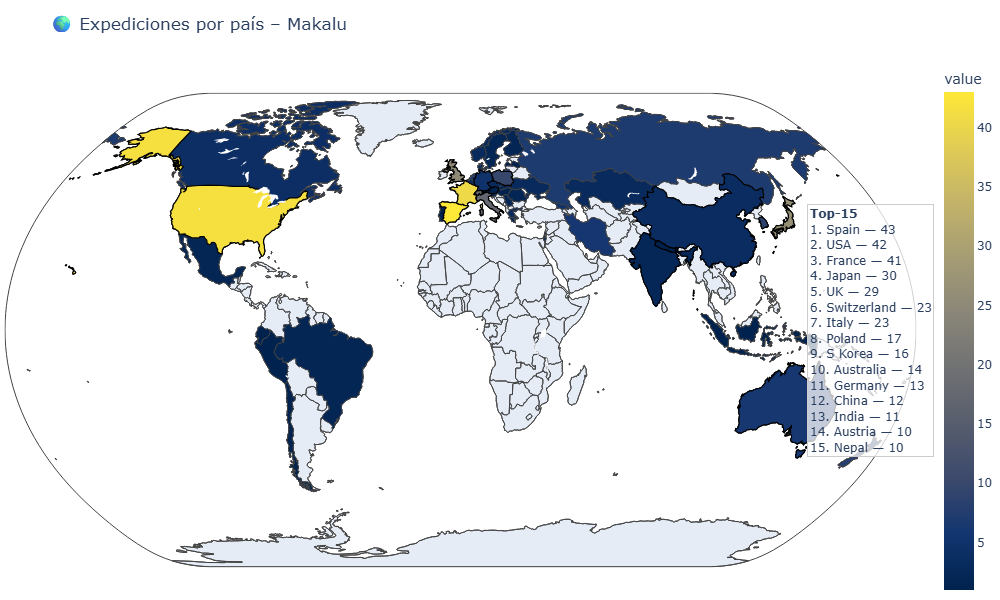 Expediciones por país – Makalu
value
40
35
30
25
20
15
10
5
Top-15
1. Spain — 43
2. USA — 42
3. France — 41
4. Japan — 30
5. UK — 29
6. Switzerland — 23
7. Italy — 23
8. Poland — 17
9. S Korea — 16
10. Australia — 14
11. Germany — 13
12. China — 12
13. India — 11
14. Austria — 10
15. Nepal — 10